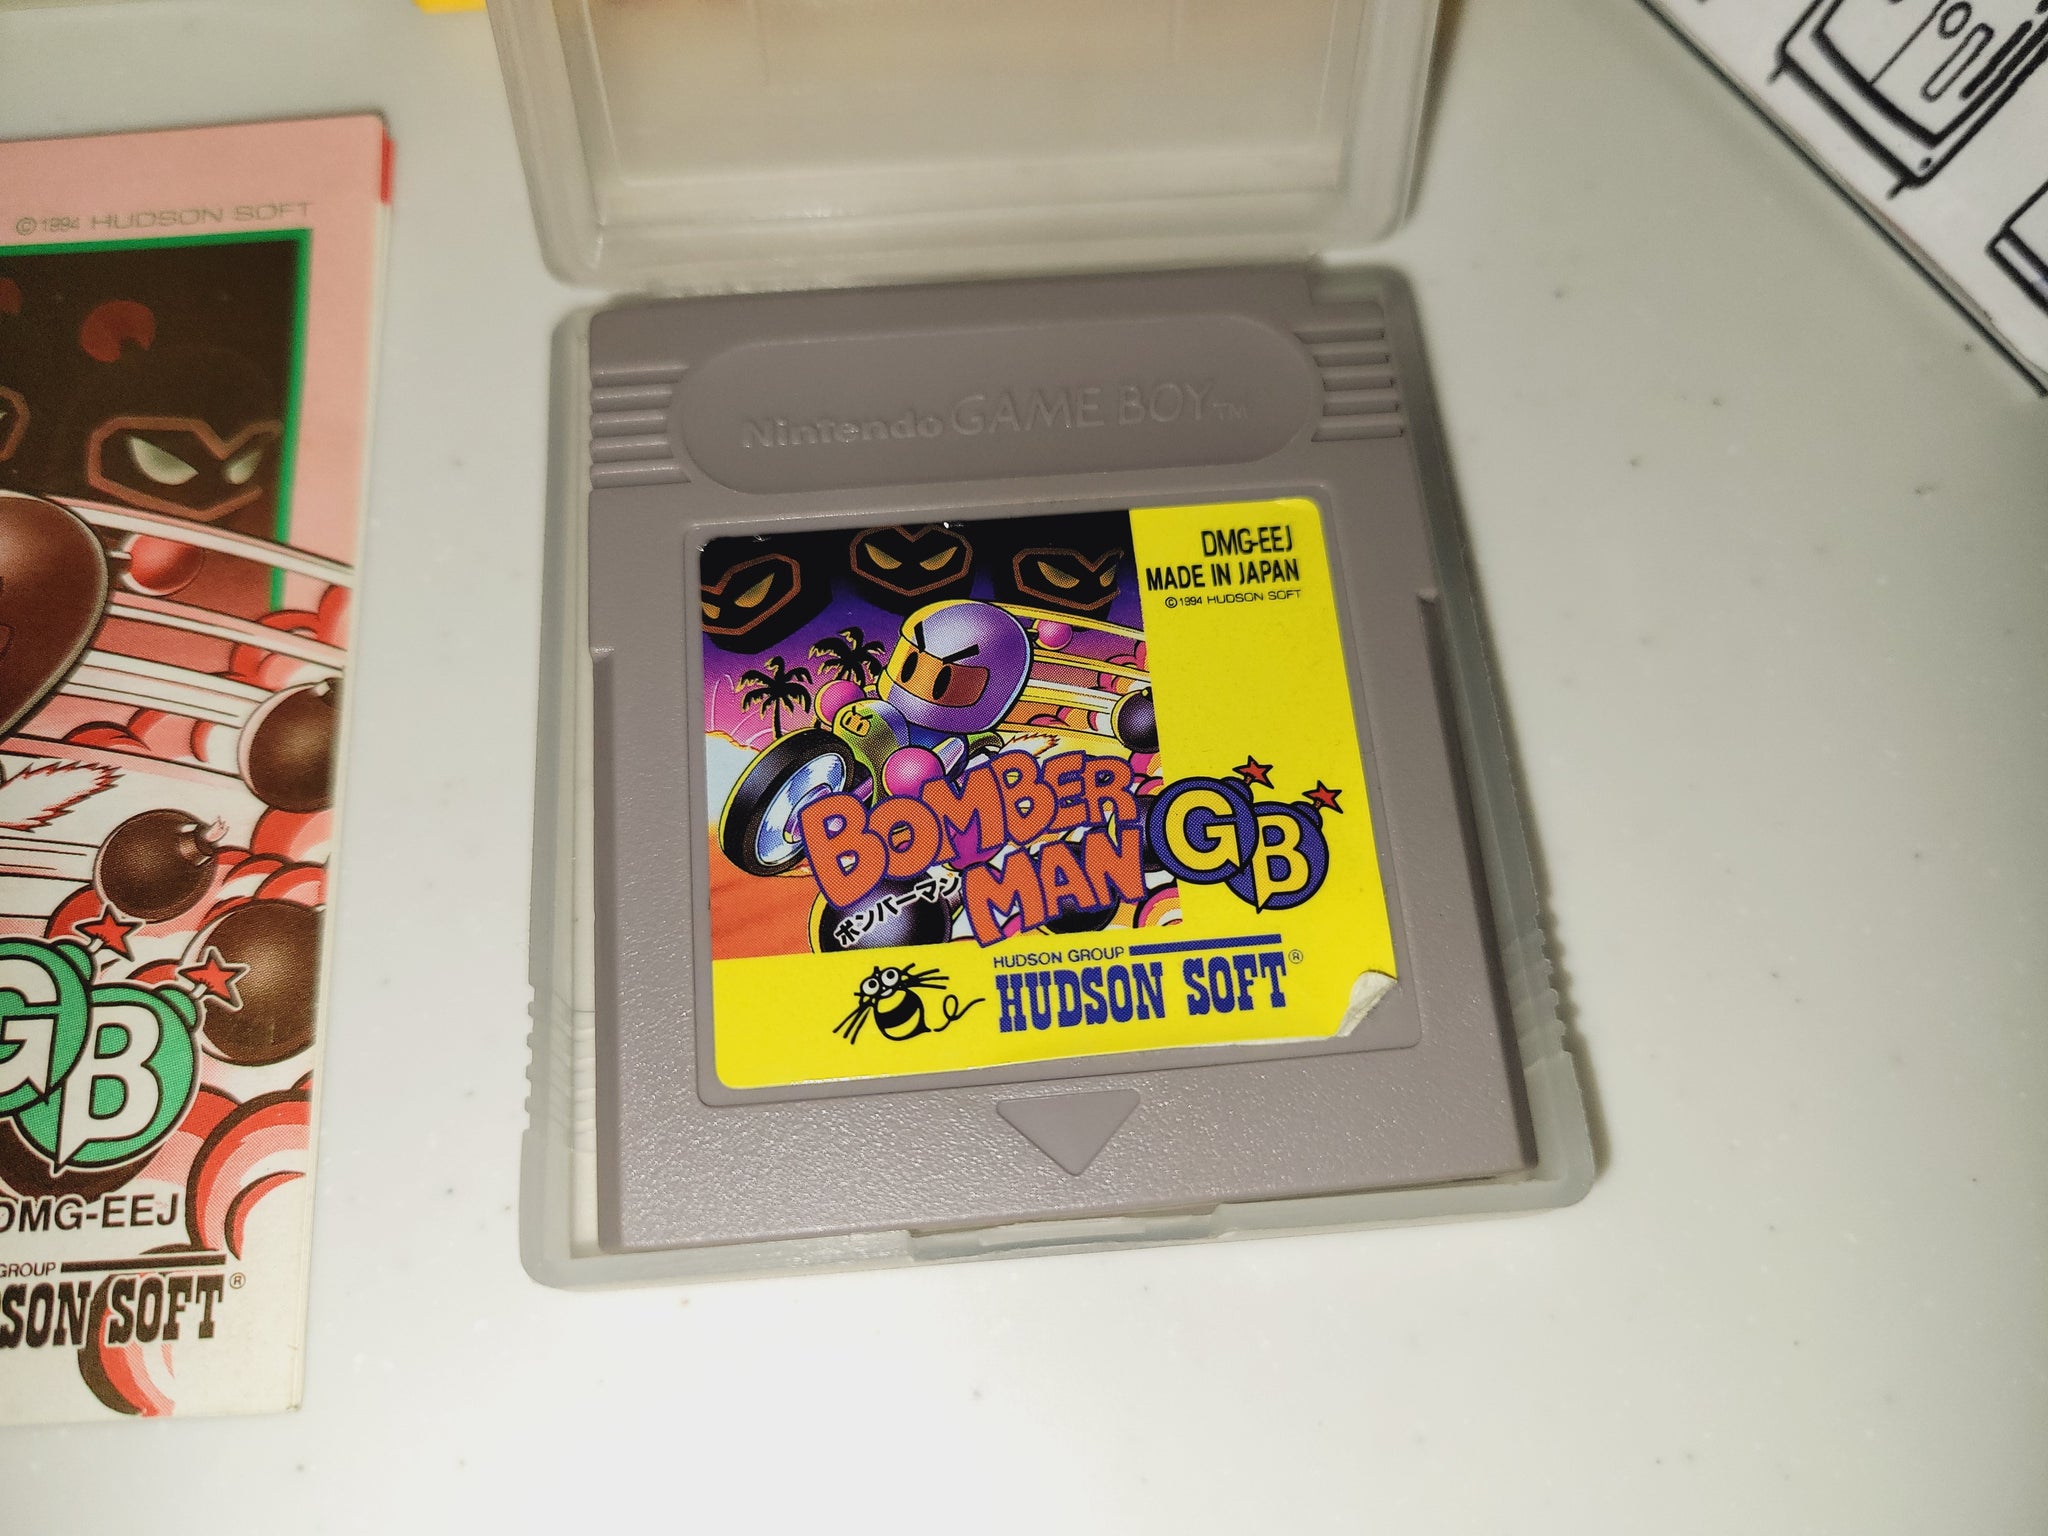 ©1994 HUDSON SOFT
GB
DMG-EEJ
GROUP
SON SOFT®
Nintendo GAME BOY™
DMG-EEJ
MADE IN JAPAN
©1994 HUDSON SOFT
BOMBER
MAN
GB
ボンバーマン
HUDSON GROUP
HUDSON SOFT®